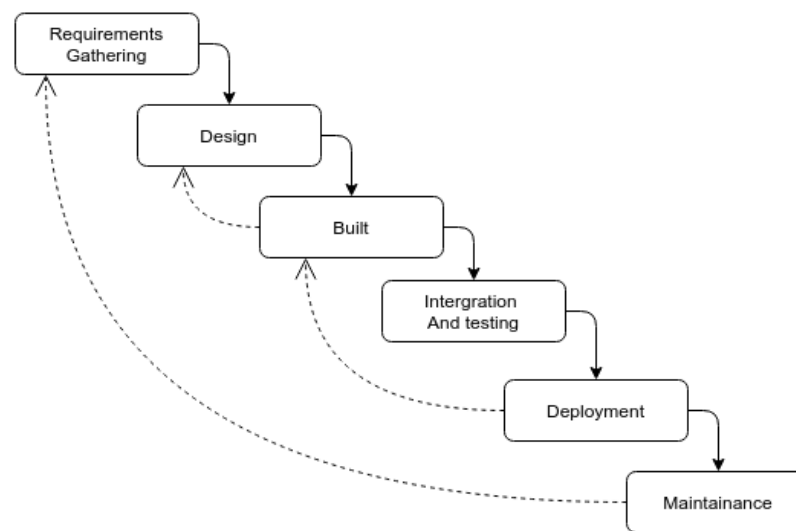 Requirements
Gathering
Design
Built
Intergration
And testing
Deployment
Maintainance